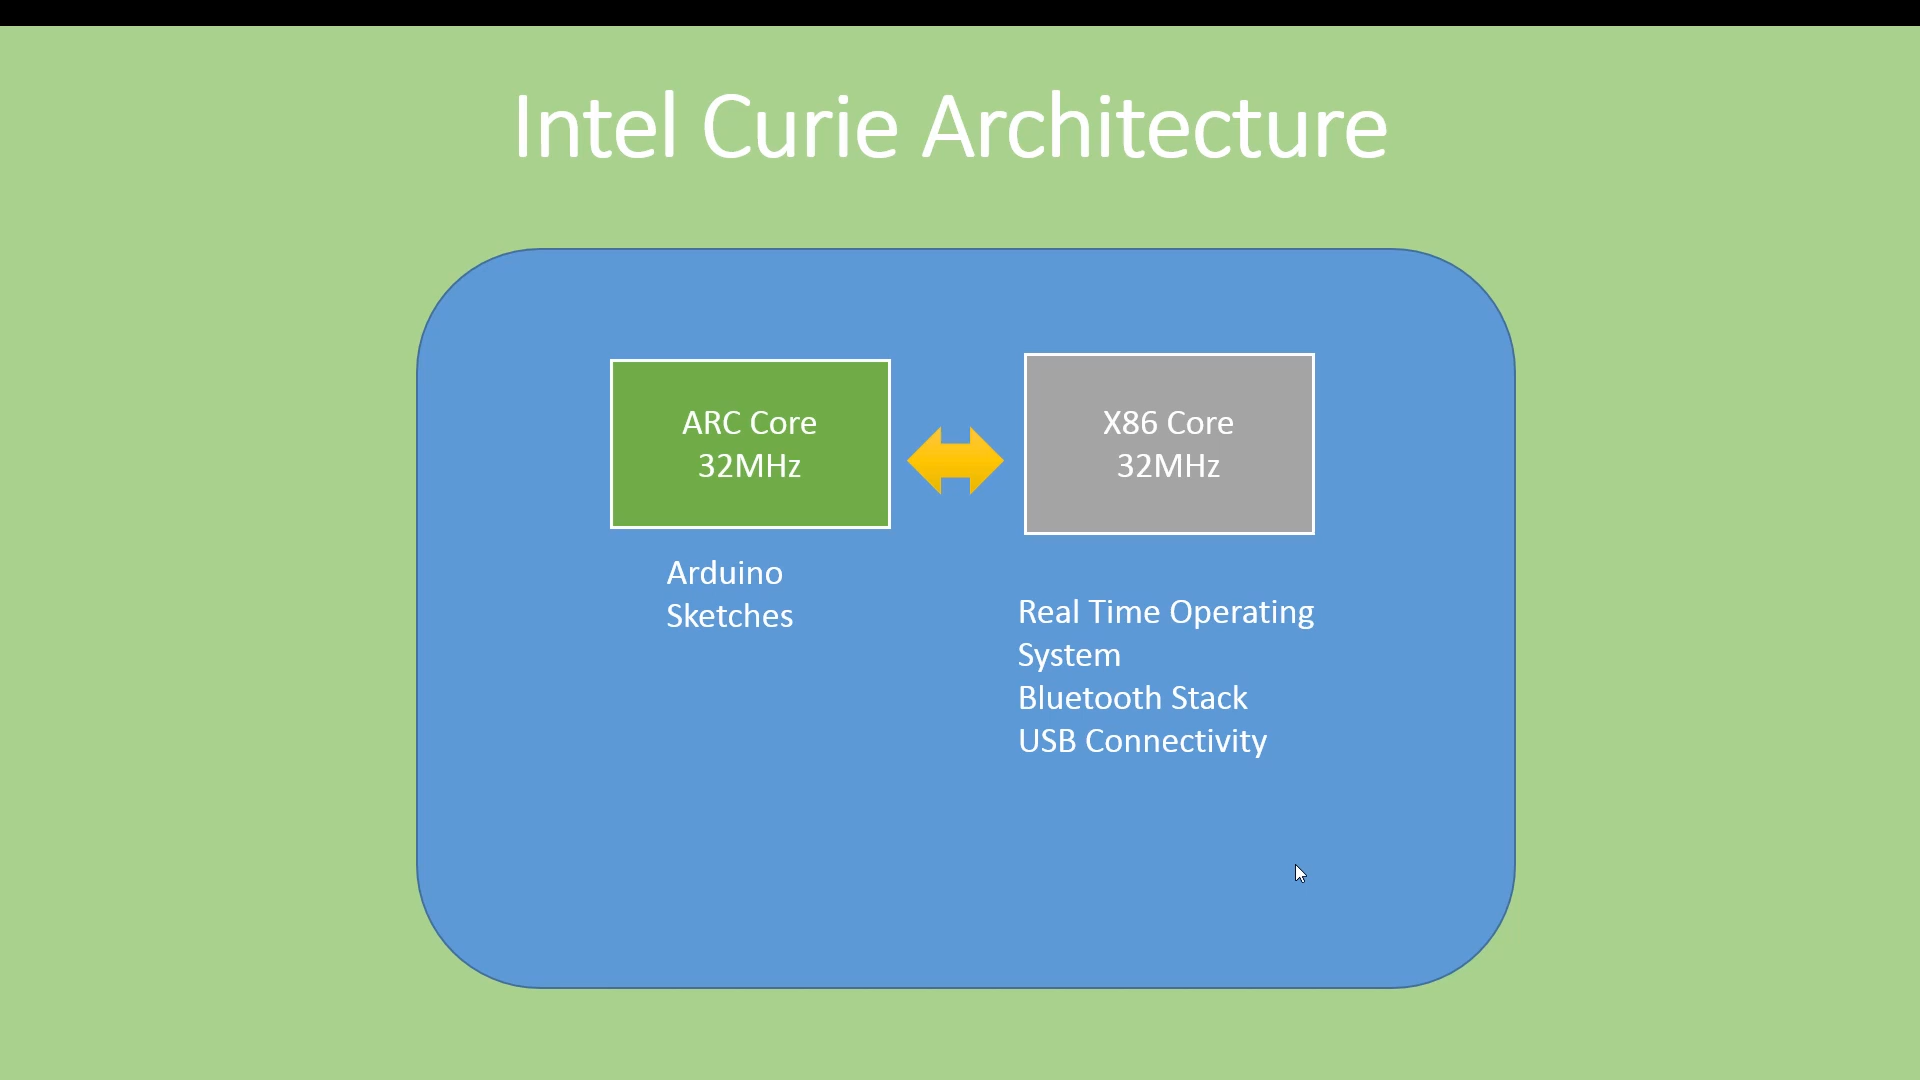 Intel Curie Architecture
ARC Core
32MHz
X86 Core
32MHz
Arduino
Sketches
Real Time Operating
System
Bluetooth Stack
USB Connectivity